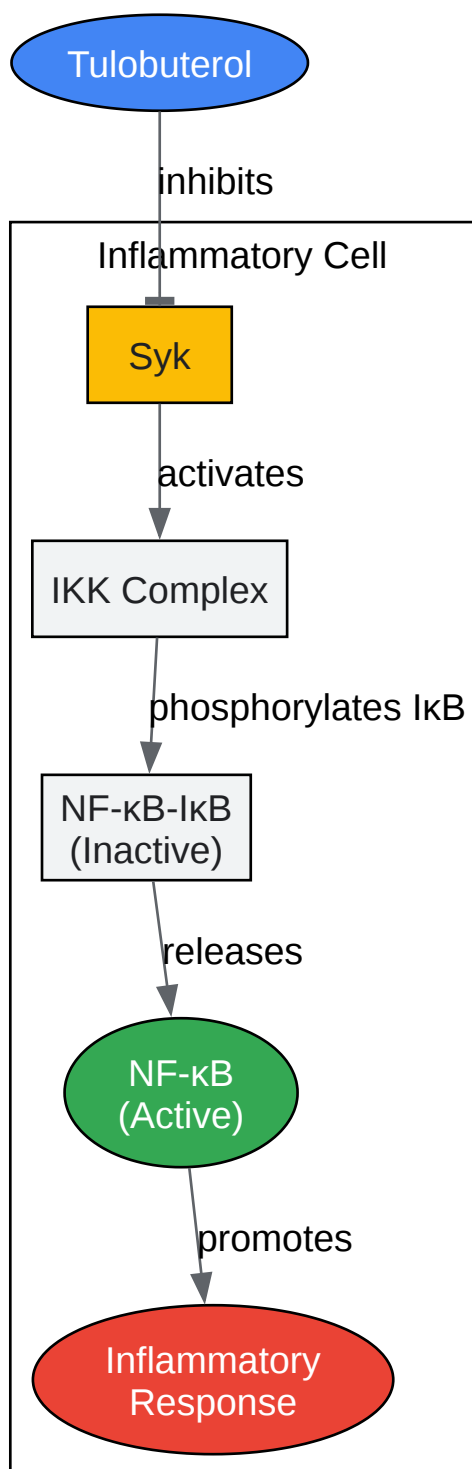 Tulobuterol
inhibits
Inflammatory Cell
Syk
activates
IKK Complex
phosphorylates IκB
NF-κB-IκB
(Inactive)
releases
NF-κB
(Active)
promotes
Inflammatory
Response